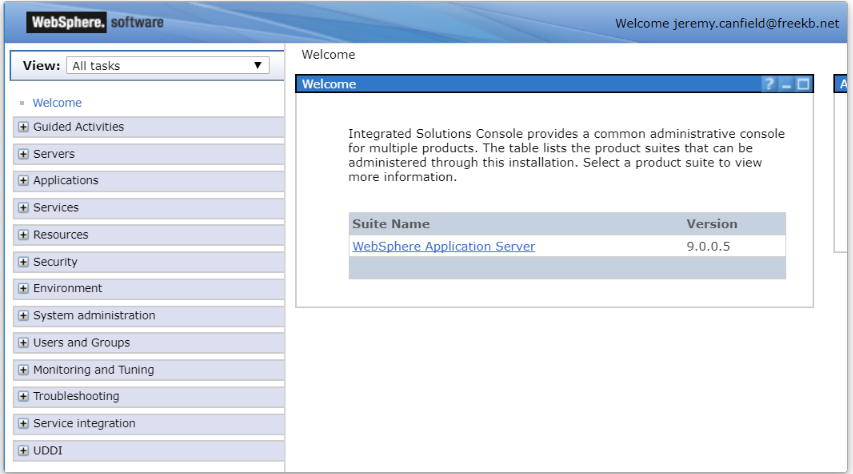 WebSphere. software
Welcome jeremy.canfield@freekb.net
View: All tasks
Welcome
Guided Activities
Servers
Applications
Services
Resources
Security
Environment
System administration
Users and Groups
Monitoring and Tuning
Troubleshooting
Service integration
UDDI
Welcome
Welcome ?
Integrated Solutions Console provides a common administrative console
for multiple products. The table lists the product suites that can be
administered through this installation. Select a product suite to view
more information.
Suite Name Version
WebSphere Application Server 9.0.0.5
A